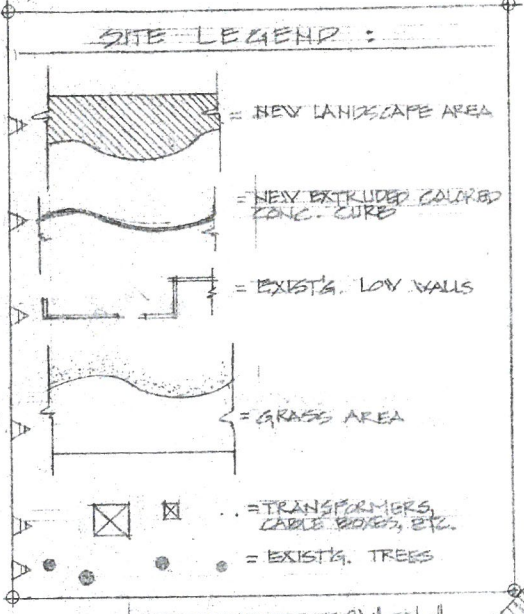 SITE LEGEND :
= NEW LANDSCAPE AREA
= NEW EXTRUDED COLORED
CONC. CURB
= EXIST'G. LOW WALLS
= GRASS AREA
= TRANSFORMERS,
CABLE BOXES, ETC.
= EXIST'G. TREES